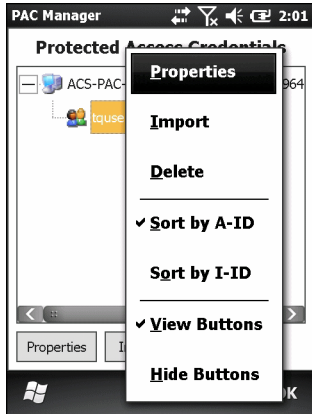 PAC Manager 2:01
Protected Access Credentials
ACS-PAC- 964
tquse
Properties
Import
Delete
Sort by A-ID
Sort by I-ID
View Buttons
Hide Buttons
Properties